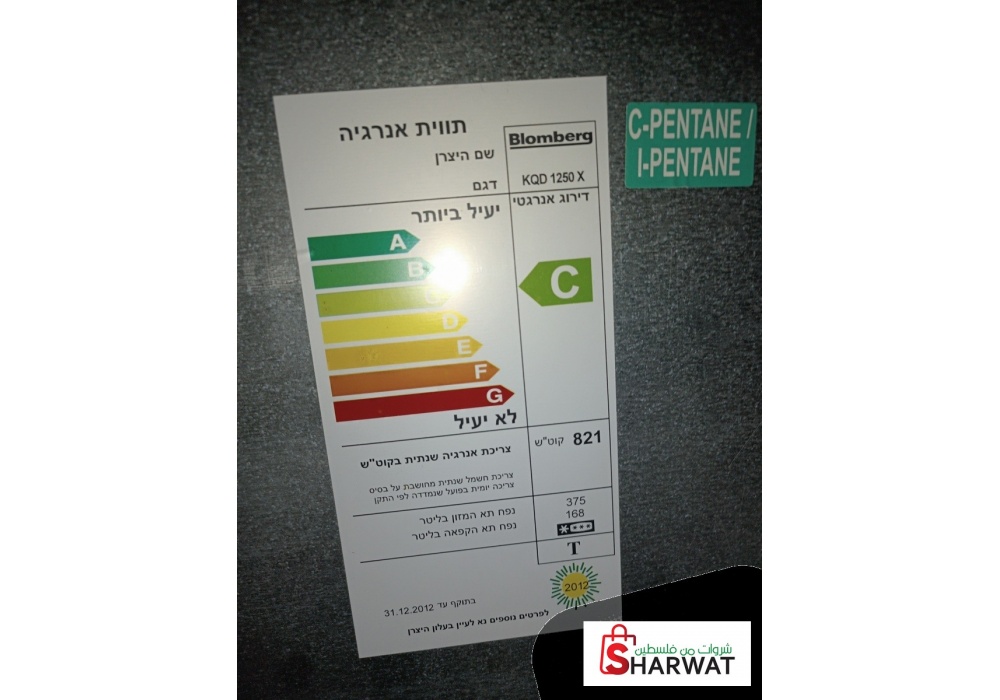 תווית אנרגיה
Blomberg
שם היצרן
דגם
KQD 1250 X
יעיל ביותר
דירוג אנרגטי
A
B
C
D
E
F
G
C
לא יעיל
צריכת אנרגיה שנתית בקוט"ש
821 קוט"ש
צריכת חשמל שנתית מחושבת על בסיס
צריכה יומית בפועל שנמדדה לפי התקן
נפח תא המזון בליטר
375
נפח תא הקפאה בליטר
168
T
2012
בתוקף עד 31.12.2012
לפרטים נוספים נא לעיין בעלון היצרן
C-PENTANE /
I-PENTANE
شروات من فلسطين
SHARWAT